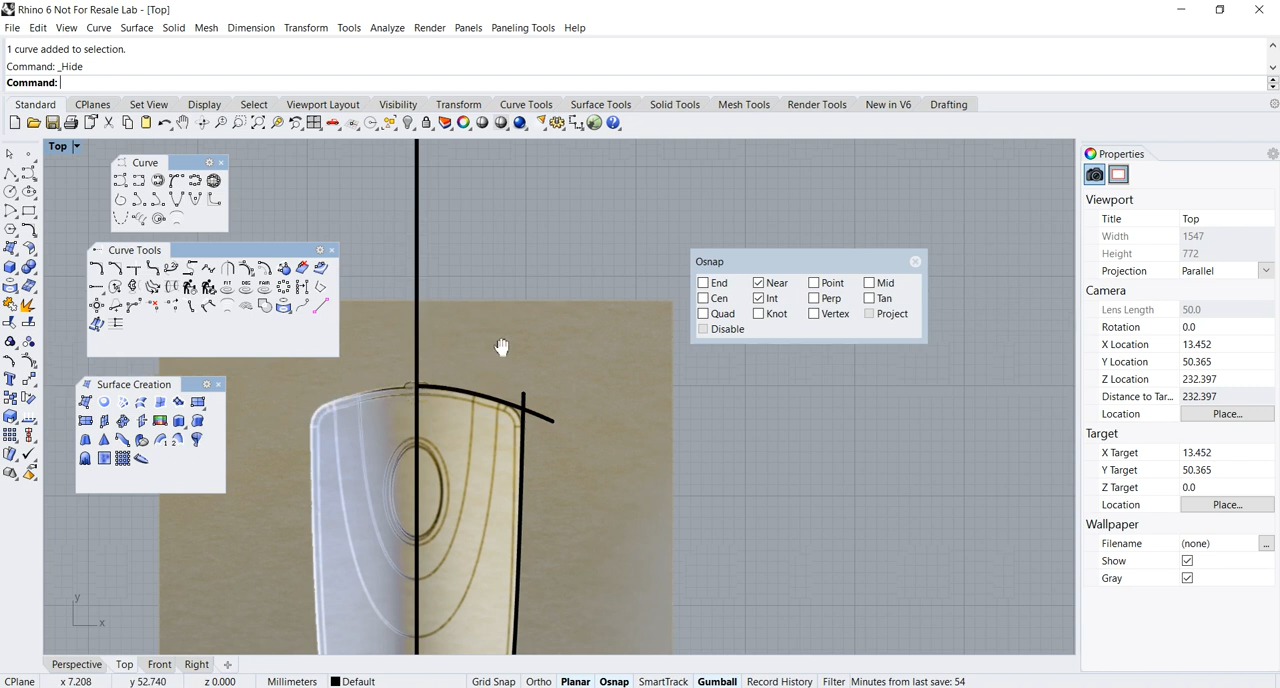 Rhino 6 Not For Resale Lab - [Top]
File Edit View Curve Surface Solid Mesh Dimension Transform Tools Analyze Render Panels Paneling Tools Help
1 curve added to selection.
Command: _Hide
Command:
Standard CPlanes Set View Display Select Viewport Layout Visibility Transform Curve Tools Surface Tools Solid Tools Mesh Tools Render Tools New in V6 Drafting
Top
Properties
Curve
Viewport
Title Top
Width 1547
Height 772
Projection Parallel
Curve Tools
Osnap
End Near Point Mid
Cen Int Perp Tan
Quad Knot Vertex Project
Disable
Camera
Lens Length 50.0
Rotation 0.0
X Location 13.452
Y Location 50.365
Z Location 232.397
Distance to Tar... 232.397
Location Place...
Surface Creation
Target
X Target 13.452
Y Target 50.365
Z Target 0.0
Location Place...
Wallpaper
Filename (none) ...
Show
Gray
y
x
Perspective Top Front Right
CPlane x 7.208 y 52.740 z 0.000 Millimeters Default Grid Snap Ortho Planar Osnap SmartTrack Gumball Record History Filter Minutes from last save: 54